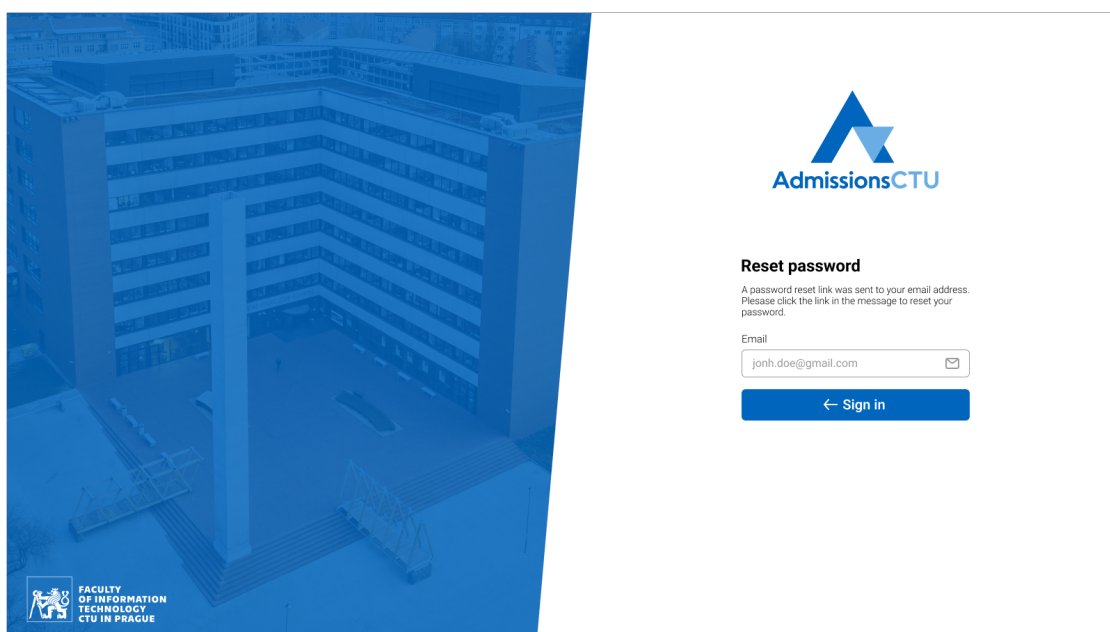 AdmissionsCTU
Reset password
A password reset link was sent to your email address.
Plesase click the link in the message to reset your
password.
Email
jonh.doe@gmail.com
← Sign in
FACULTY
OF INFORMATION
TECHNOLOGY
CTU IN PRAGUE